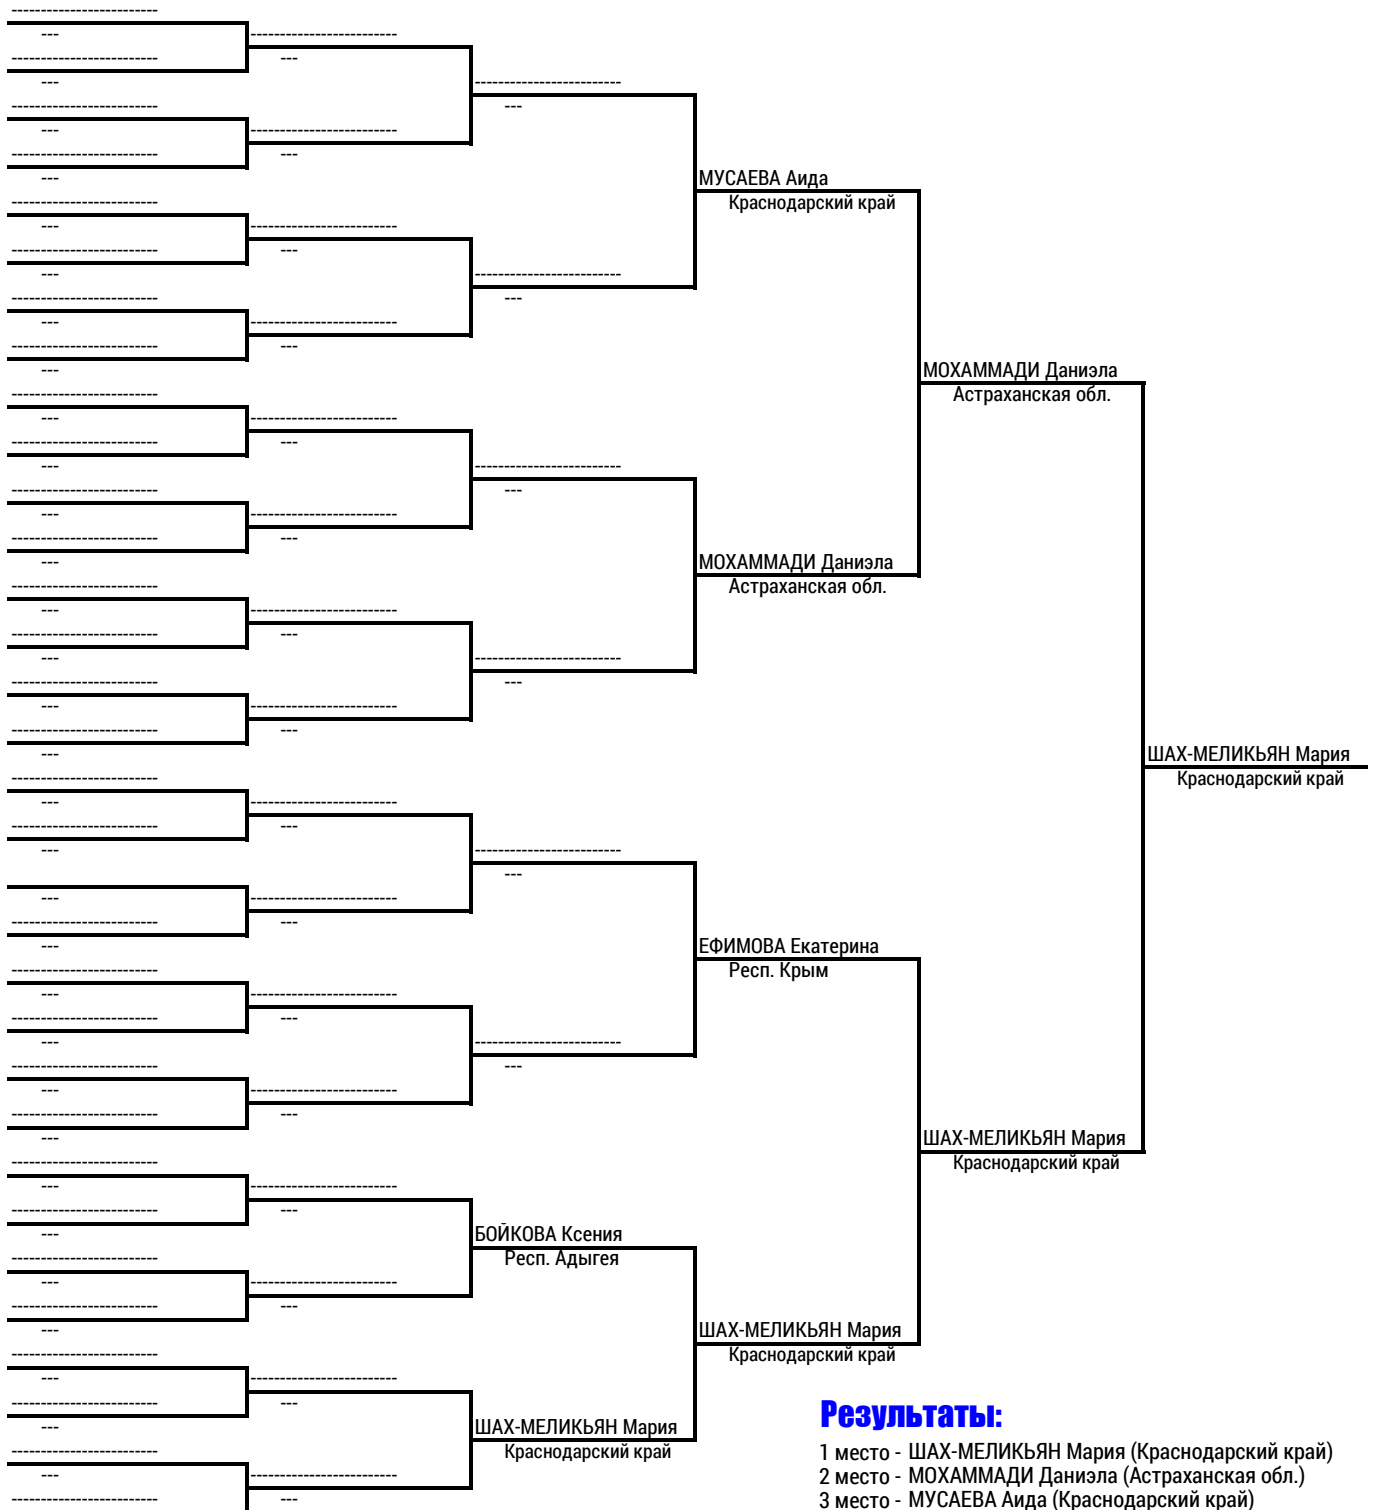 МУСАЕВА Аида
Краснодарский край
МОХАММАДИ Даниэла
Астраханская обл.
МОХАММАДИ Даниэла
Астраханская обл.
ШАХ-МЕЛИКЬЯН Мария
Краснодарский край
ЕФИМОВА Екатерина
Респ. Крым
ШАХ-МЕЛИКЬЯН Мария
Краснодарский край
БОЙКОВА Ксения
Респ. Адыгея
ШАХ-МЕЛИКЬЯН Мария
Краснодарский край
ШАХ-МЕЛИКЬЯН Мария
Краснодарский край
Результаты:
1 место - ШАХ-МЕЛИКЬЯН Мария (Краснодарский край)
2 место - МОХАММАДИ Даниэла (Астраханская обл.)
3 место - МУСАЕВА Аида (Краснодарский край)